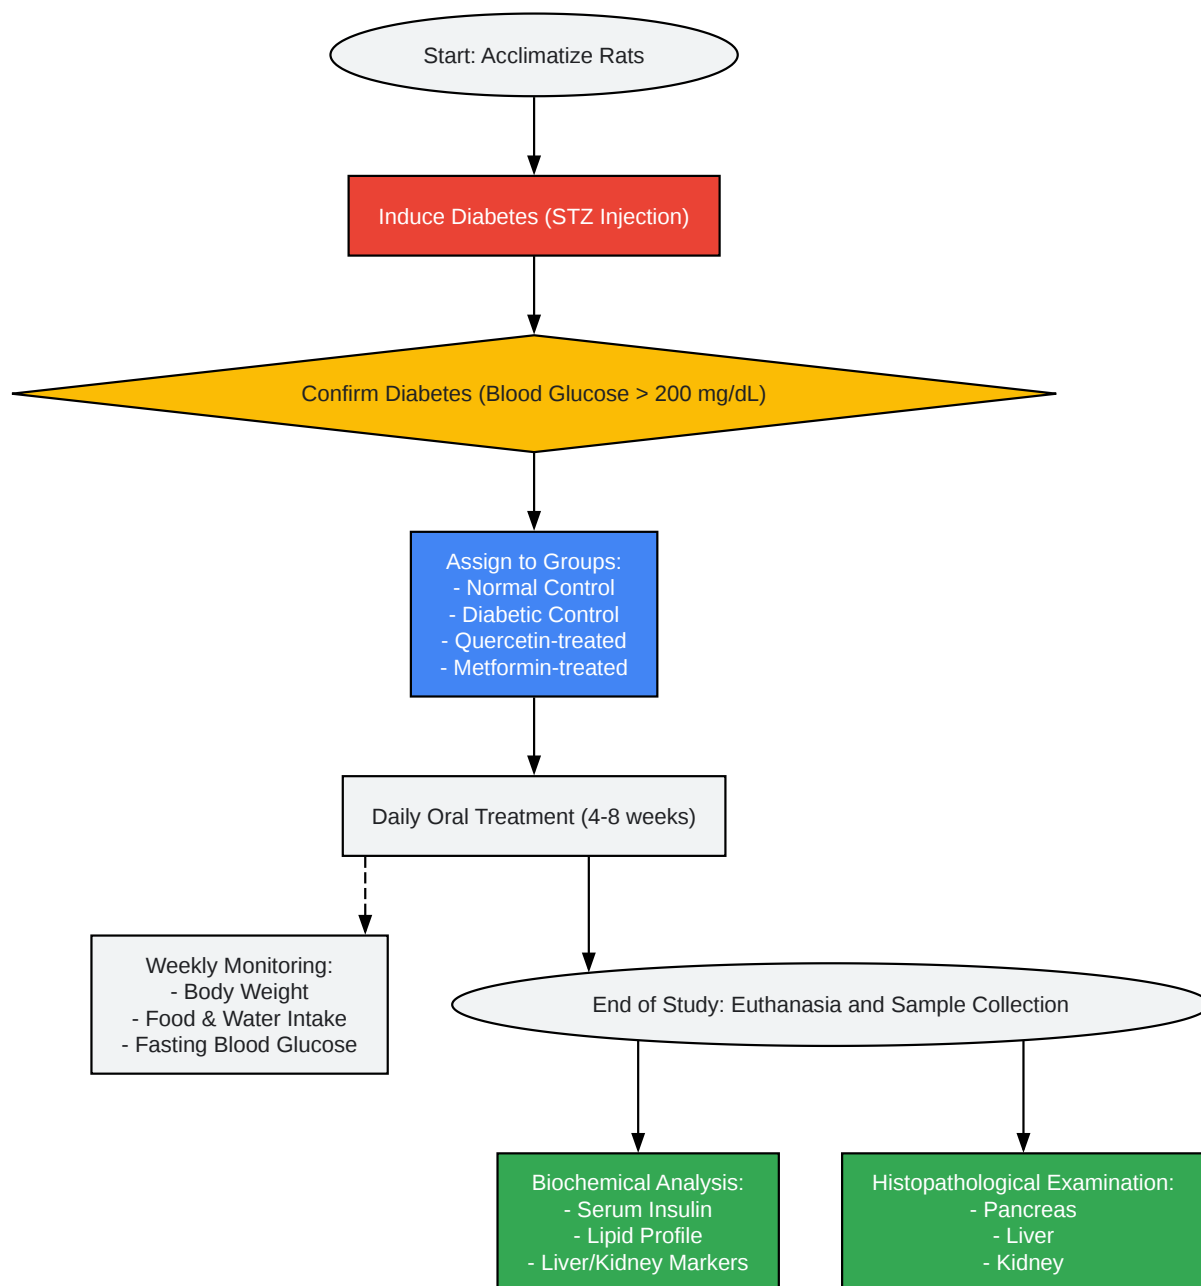 Start: Acclimatize Rats
Induce Diabetes (STZ Injection)
Confirm Diabetes (Blood Glucose > 200 mg/dL)
Assign to Groups:
- Normal Control
- Diabetic Control
- Quercetin-treated
- Metformin-treated
Daily Oral Treatment (4-8 weeks)
Weekly Monitoring:
- Body Weight
- Food & Water Intake
- Fasting Blood Glucose
End of Study: Euthanasia and Sample Collection
Biochemical Analysis:
- Serum Insulin
- Lipid Profile
- Liver/Kidney Markers
Histopathological Examination:
- Pancreas
- Liver
- Kidney